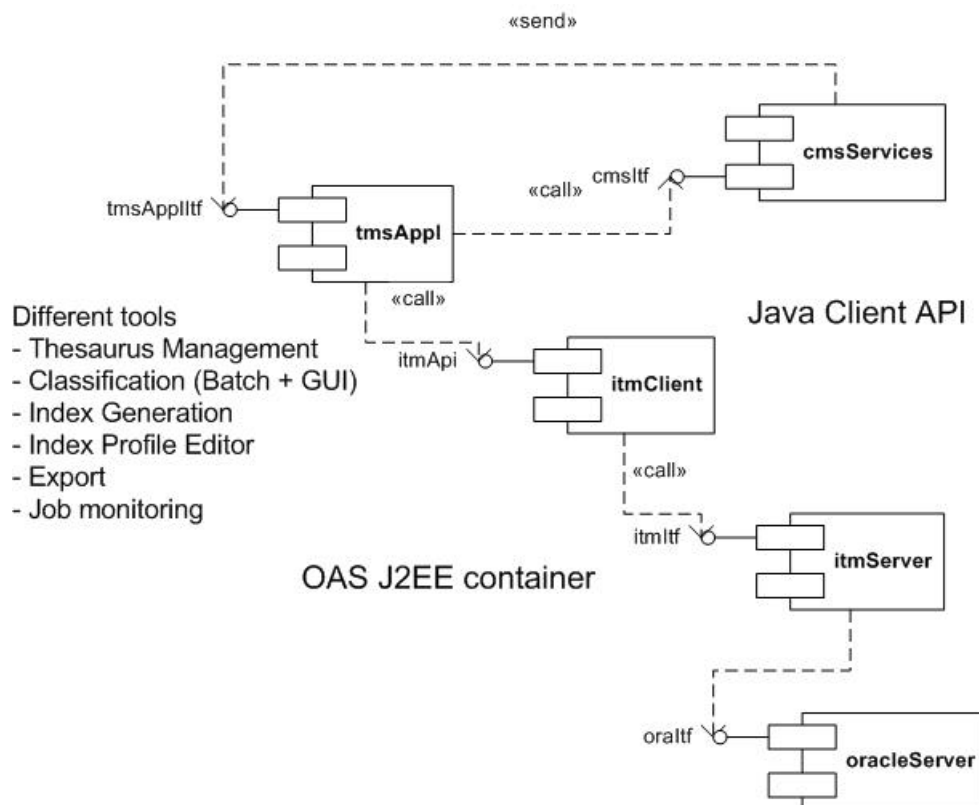 «send»
cmsServices
cmsItf
«call»
tmsApplItf
tmsAppl
«call»
Java Client API
Different tools
- Thesaurus Management
- Classification (Batch + GUI)
- Index Generation
- Index Profile Editor
- Export
- Job monitoring
itmApi
itmClient
«call»
itmItf
itmServer
OAS J2EE container
oraItf
oracleServer